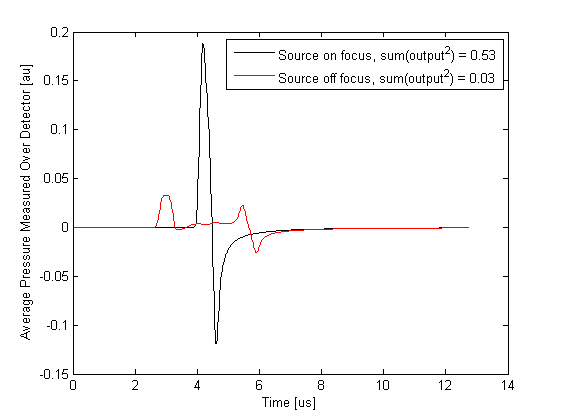 Source on focus, sum(output²) = 0.53
Source off focus, sum(output²) = 0.03
Average Pressure Measured Over Detector [au]
0.2
0.15
0.1
0.05
0
-0.05
-0.1
-0.15
0 2 4 6 8 10 12 14
Time [us]